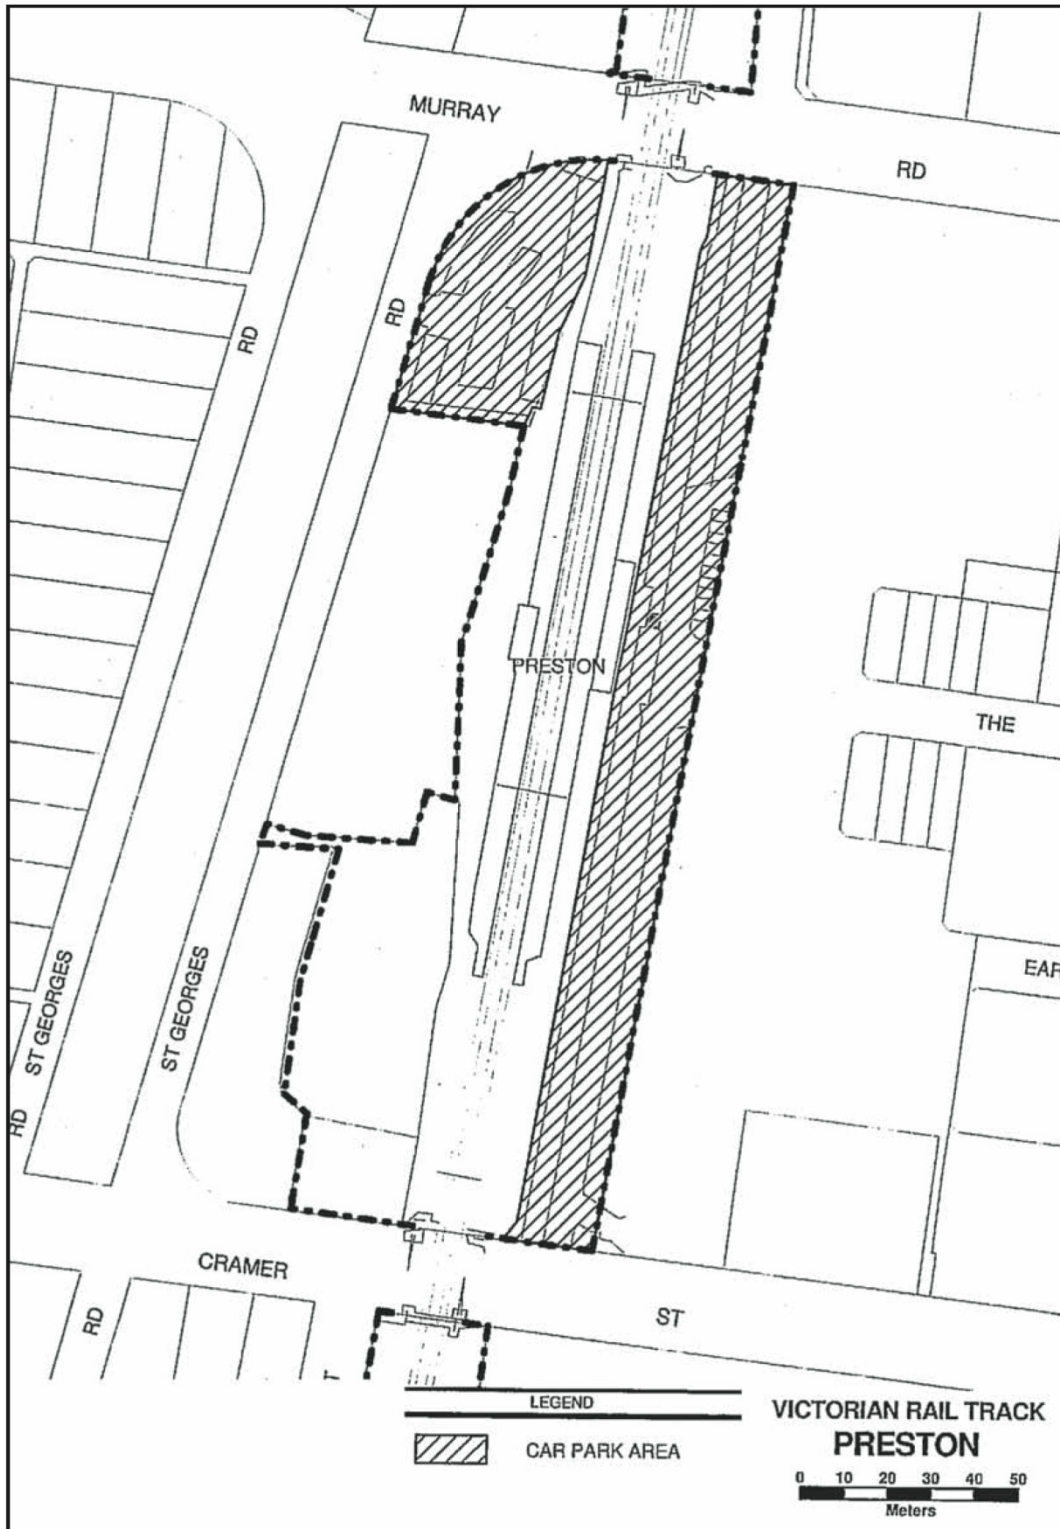 MURRAY
RD
RD
RD
PRESTON
THE
EAR
ST GEORGES
ST GEORGES
RD
CRAMER
RD
ST
LEGEND
CAR PARK AREA
VICTORIAN RAIL TRACK
PRESTON
0 10 20 30 40 50
Meters